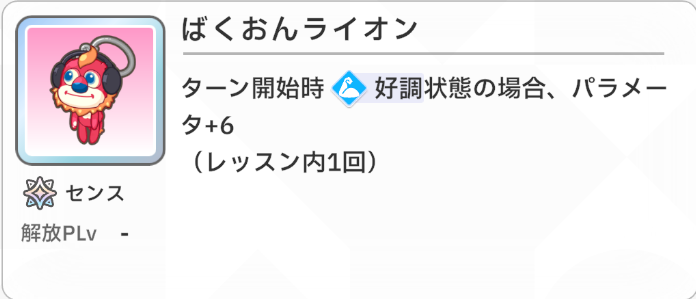 ばくおんライオン
ターン開始時 好調状態の場合、パラメー
タ+6
（レッスン内1回）
センス
解放PLv -